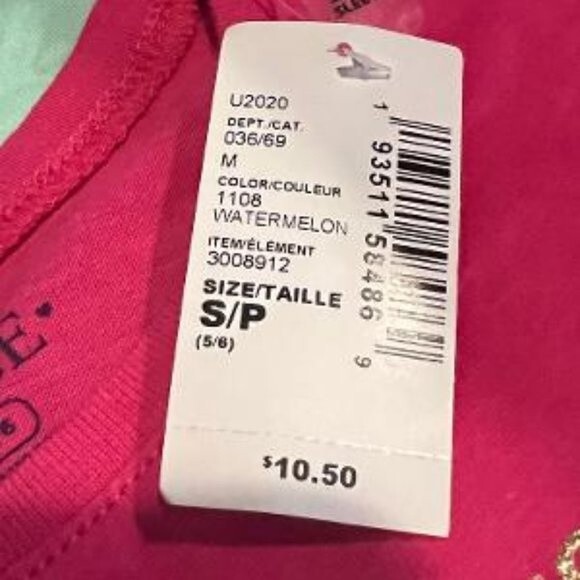 U2020
DEPT./CAT.
036/69
M
COLOR/COULEUR
1108
WATERMELON
ITEM/ÉLÉMENT
3008912
SIZE/TAILLE
S/P
(5/6)
1 93511 58486 9
$10.50